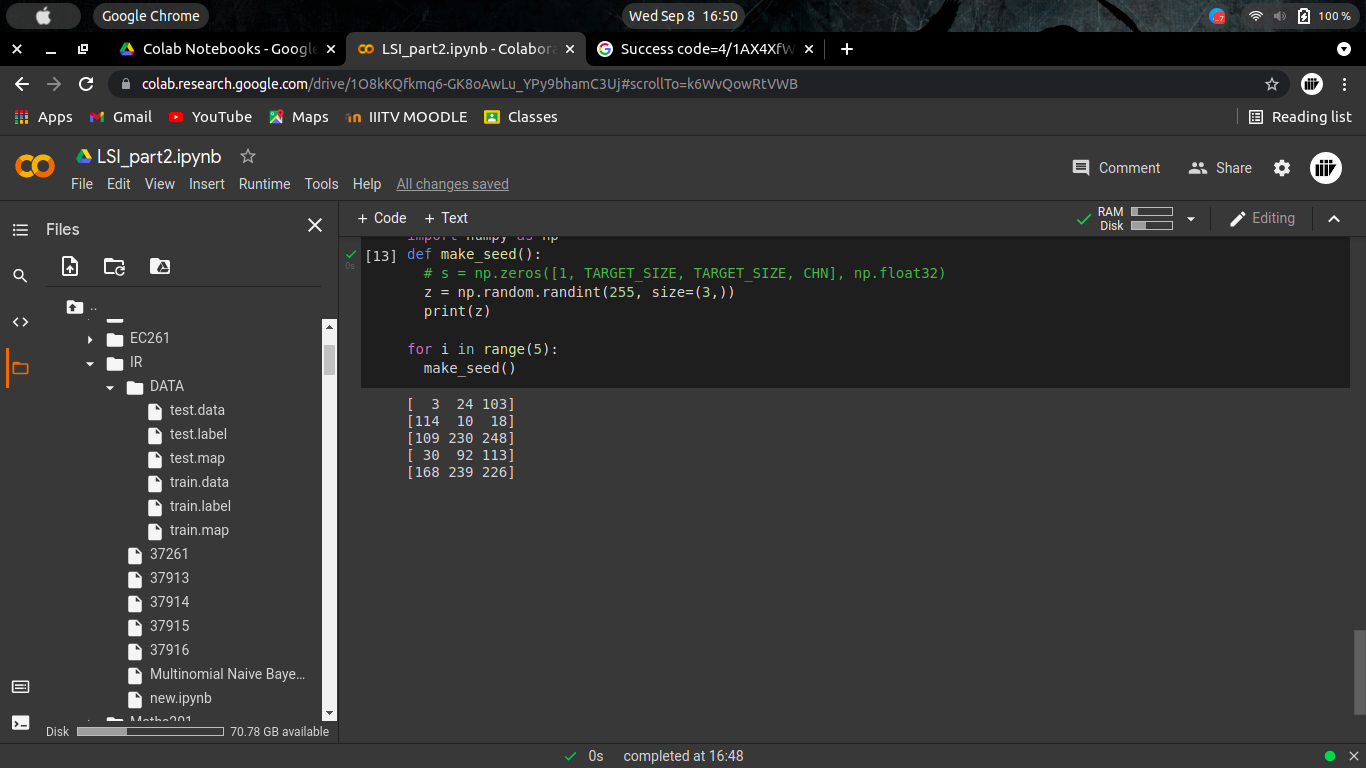 Google Chrome
Wed Sep 8 16:50
100 %
Colab Notebooks - Google
LSI_part2.ipynb - Colabora
Success code=4/1AX4XfW
colab.research.google.com/drive/1O8kKQfkmq6-GK8oAwLu_YPy9bhamC3Uj#scrollTo=k6WvQowRtVWB
Apps
Gmail
YouTube
Maps
IIITV MOODLE
Classes
Reading list
LSI_part2.ipynb
Comment
Share
File Edit View Insert Runtime Tools Help All changes saved
Files
+ Code + Text
RAM
Disk
Editing
..
EC261
IR
DATA
test.data
test.label
test.map
train.data
train.label
train.map
37261
37913
37914
37915
37916
Multinomial Naive Baye...
new.ipynb
Maths201
Disk 70.78 GB available
import numpy as np
0s
[13] def make_seed():
# s = np.zeros([1, TARGET_SIZE, TARGET_SIZE, CHN], np.float32)
z = np.random.randint(255, size=(3,))
print(z)
for i in range(5):
make_seed()
[  3  24 103]
[114  10  18]
[109 230 248]
[ 30  92 113]
[168 239 226]
0s completed at 16:48